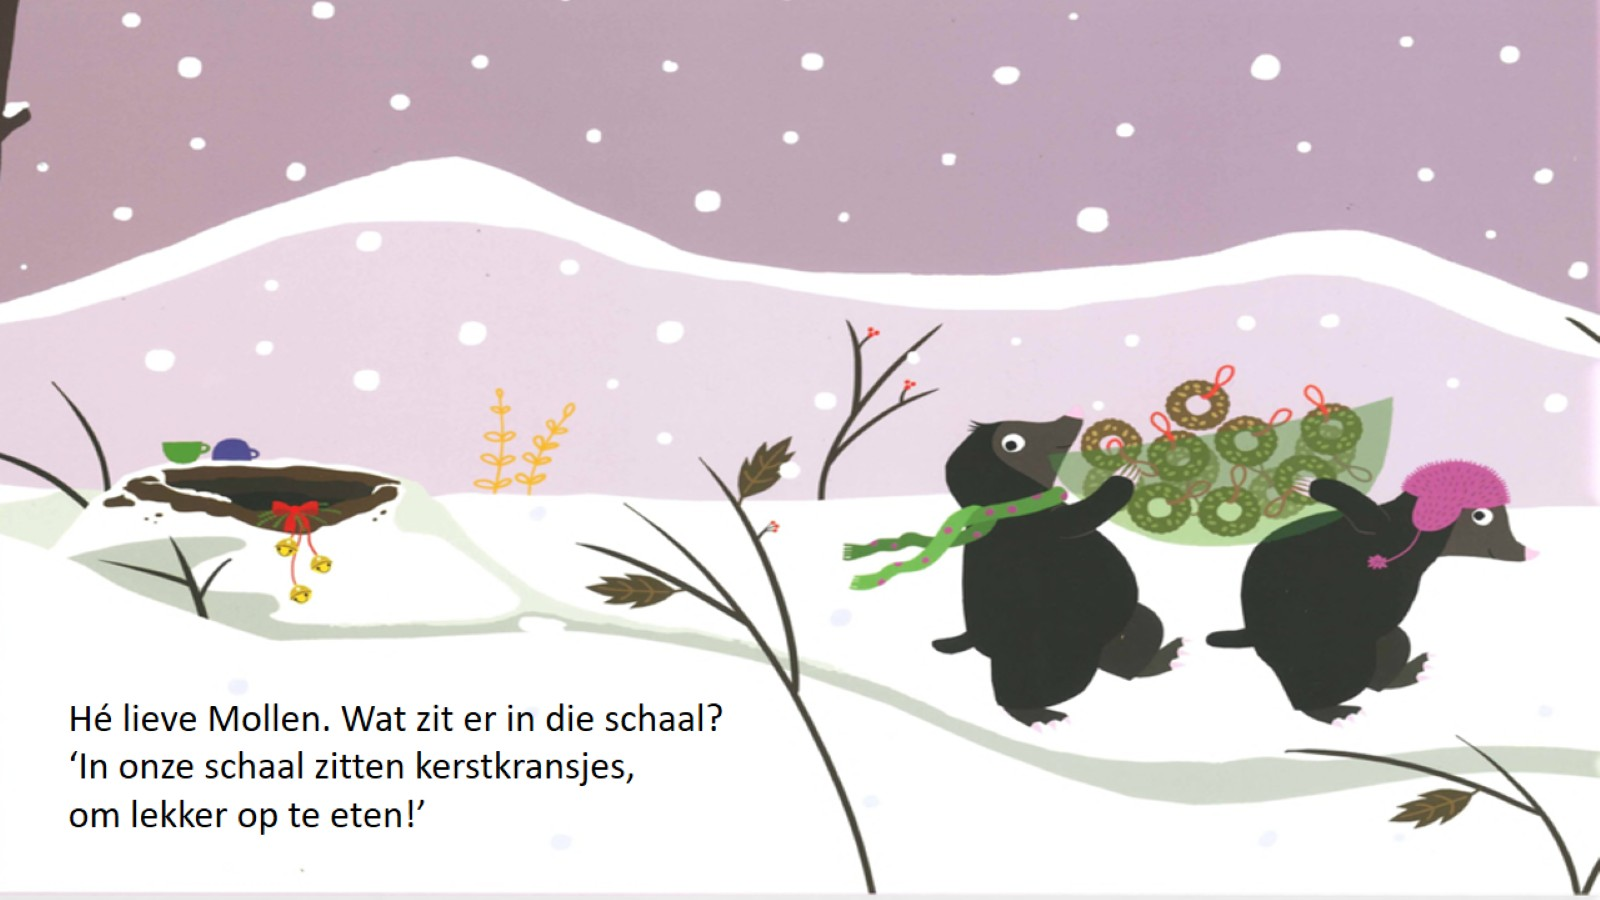 Hé lieve Mollen. Wat zit er in die schaal?
‘In onze schaal zitten kerstkransjes,
om lekker op te eten!’